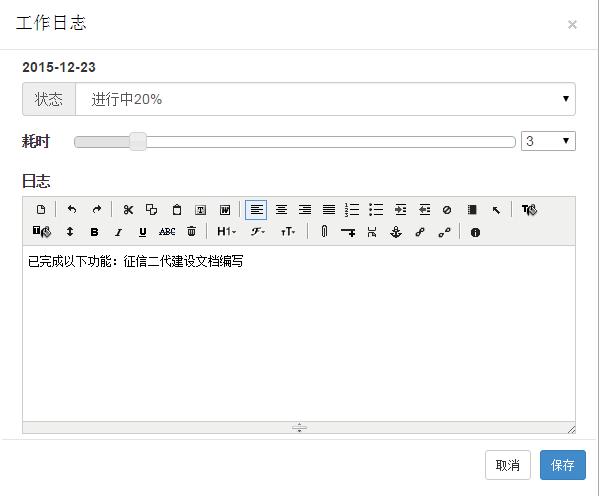 工作日志
×
2015-12-23
状态 进行中20%
耗时 3
日志
H1
B I U ABC
已完成以下功能：征信二代建设文档编写
取消 保存